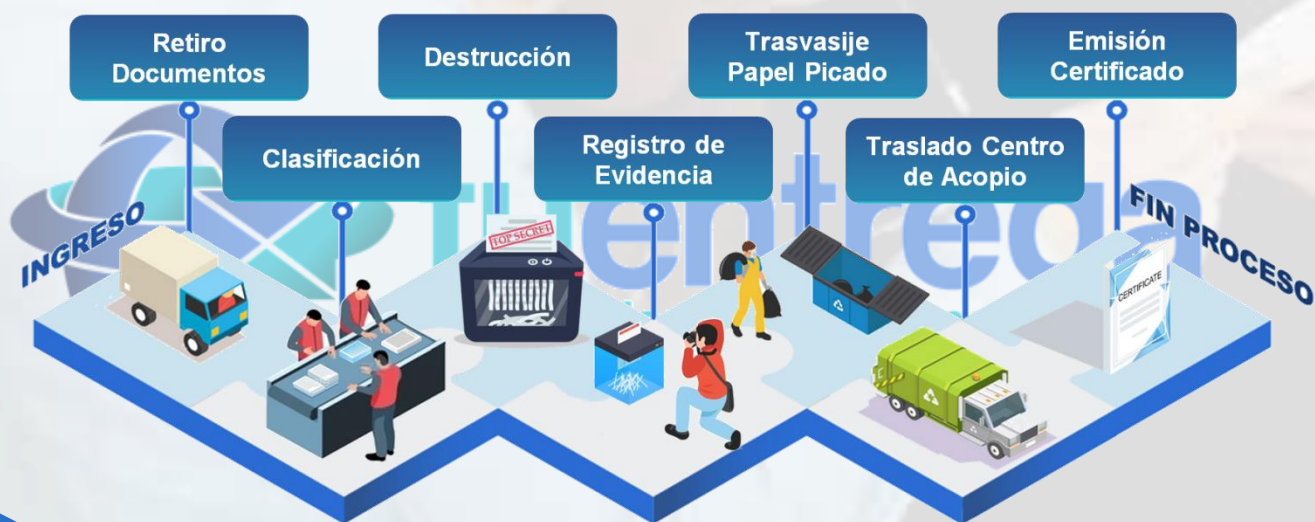 Retiro
Documentos
Clasificación
Destrucción
Registro de
Evidencia
Trasvasije
Papel Picado
Traslado Centro
de Acopio
Emisión
Certificado
INGRESO
TOP SECRET
CERTIFICATE
FIN PROCESO
tuentrega